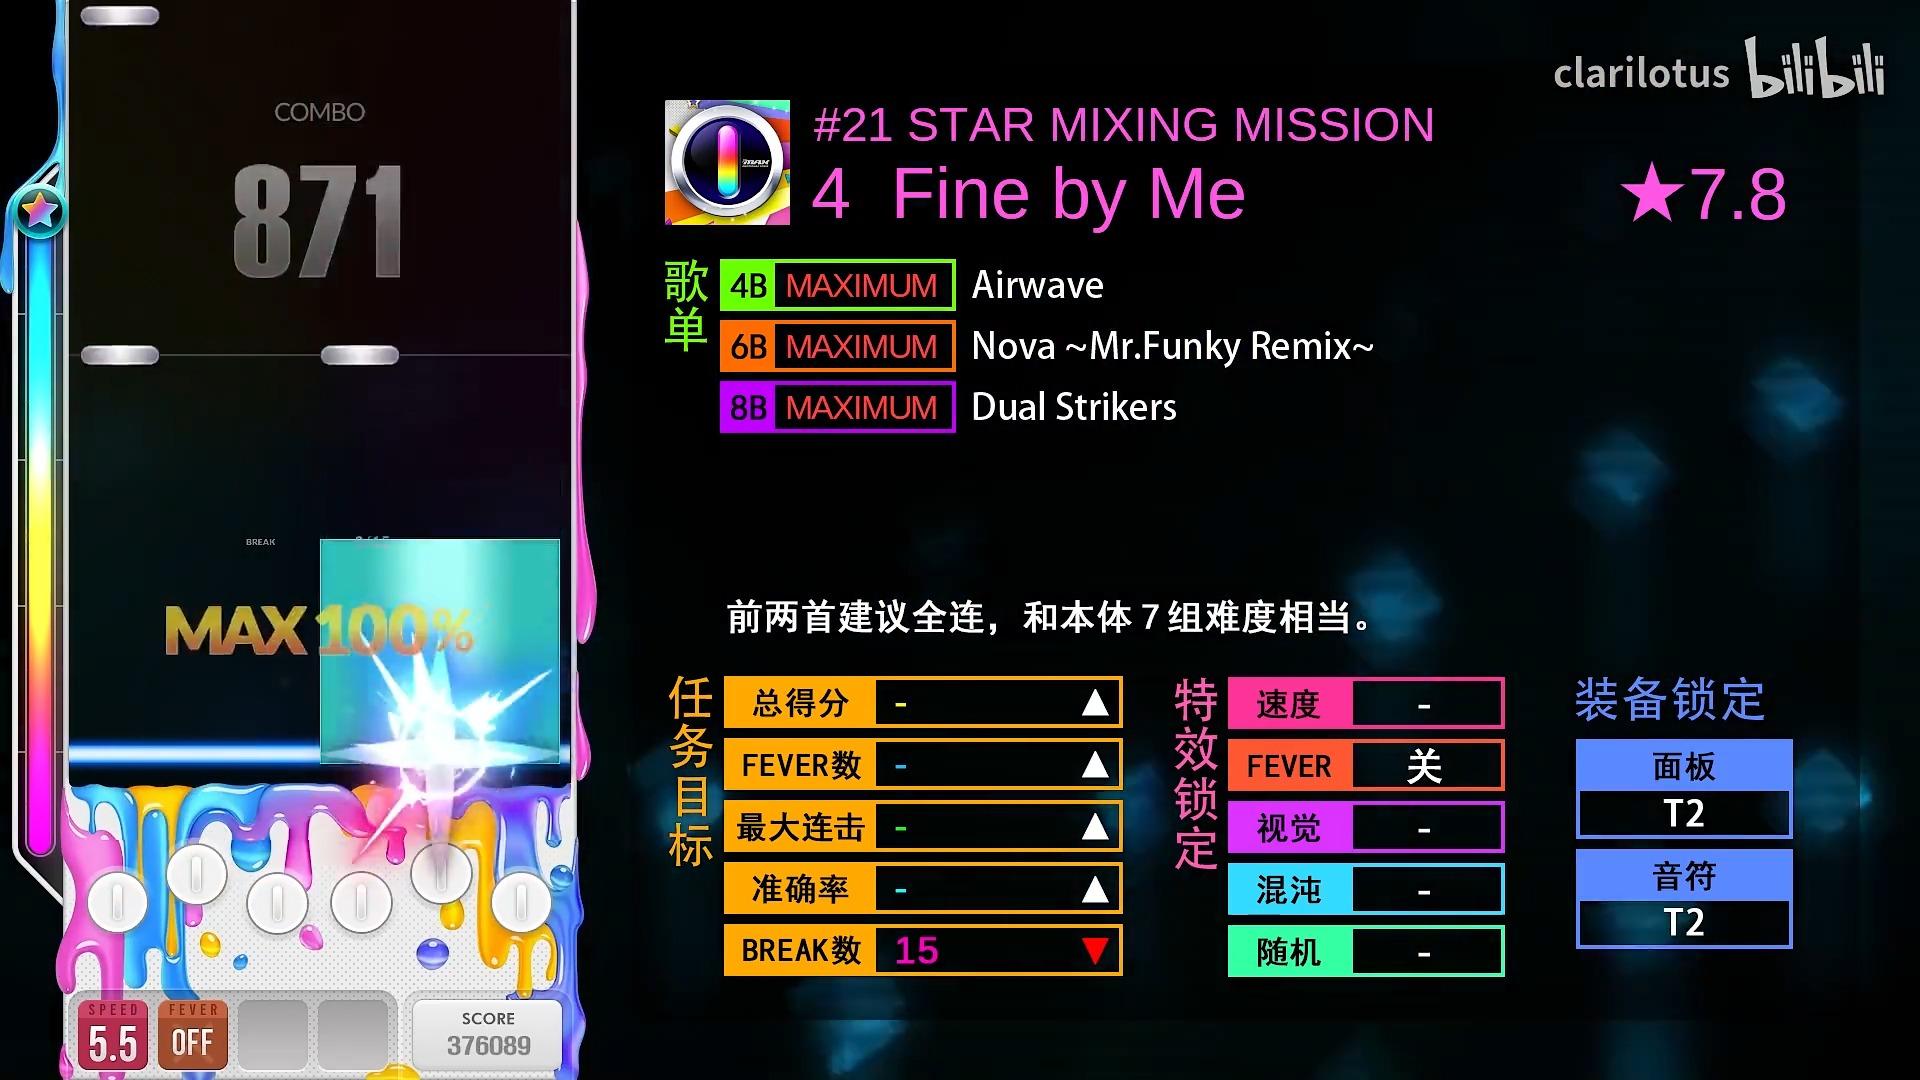 clarilotus bilibili
#21 STAR MIXING MISSION
4 Fine by Me
★7.8
COMBO
871
歌单
4B MAXIMUM Airwave
6B MAXIMUM Nova ~Mr.Funky Remix~
8B MAXIMUM Dual Strikers
BREAK
MAX 100%
前两首建议全连，和本体7组难度相当。
任务目标
总得分 - ▲
FEVER数 - ▲
最大连击 - ▲
准确率 - ▲
BREAK数 15 ▼
特效锁定
速度 -
FEVER 关
视觉 -
混沌 -
随机 -
装备锁定
面板
T2
音符
T2
SPEED
5.5
FEVER
OFF
SCORE
376089